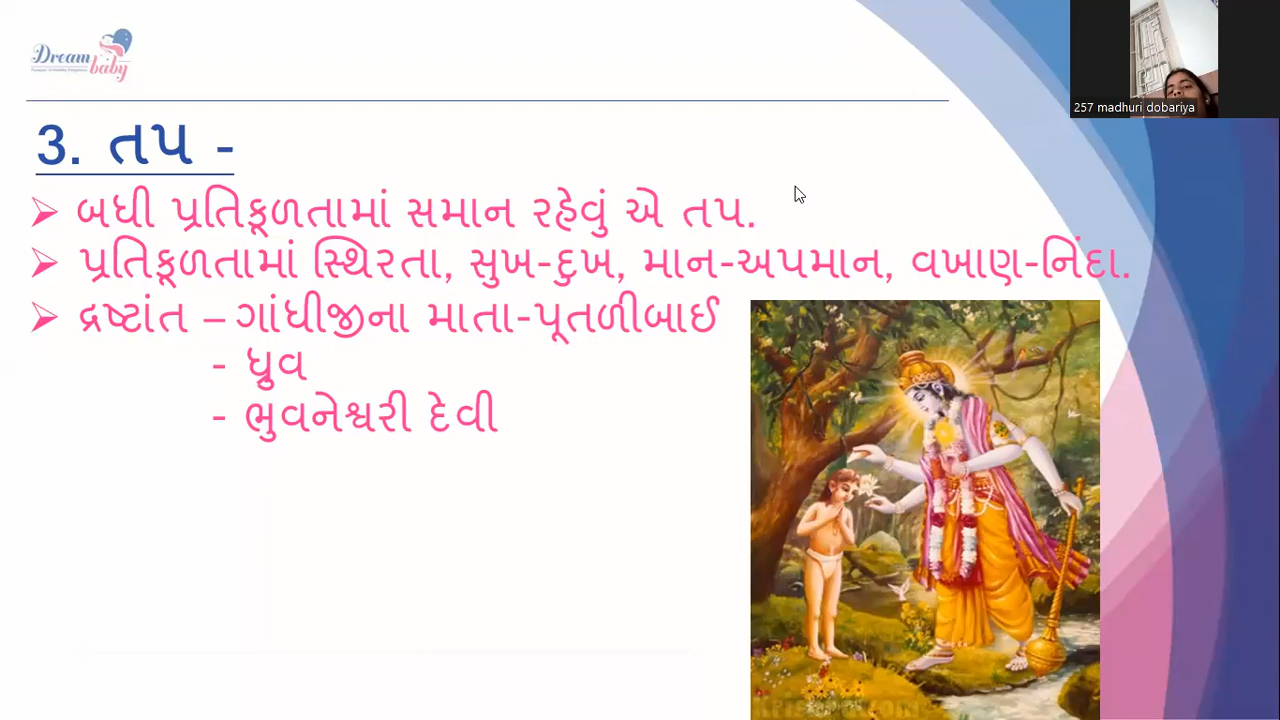 Dream
baby
257 madhuri dobariya
3. તપ -
➢ બધી પ્રતિકૂળતામાં સમાન રહેવું એ તપ.
➢ પ્રતિકૂળતામાં સ્થિરતા, સુખ-દુખ, માન-અપમાન, વખાણ-નિંદા.
➢ દ્રષ્ટાંત – ગાંધીજીના માતા-પૂતળીબાઈ
- ધ્રુવ
- ભુવનેશ્વરી દેવી